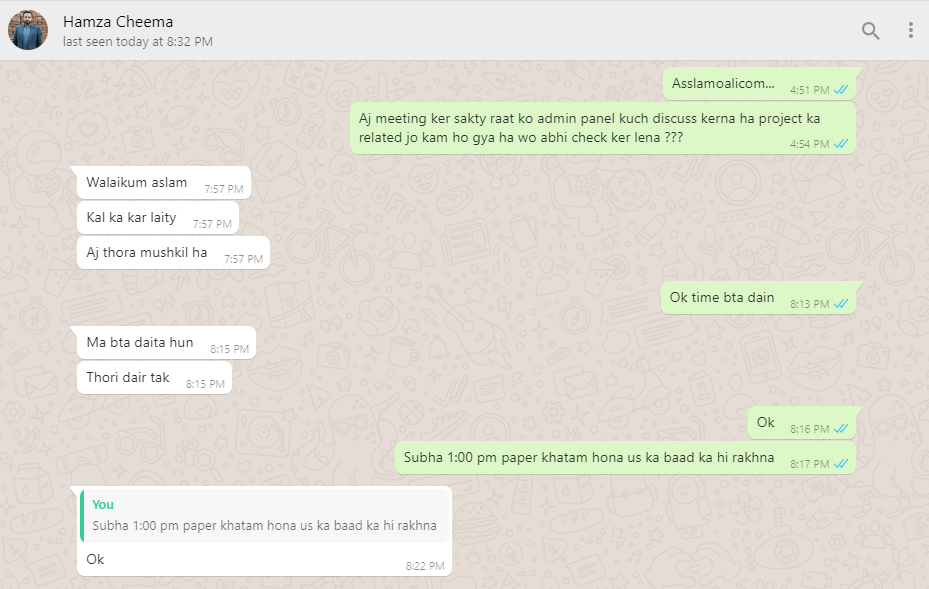 Hamza Cheema
last seen today at 8:32 PM
Asslamoalicom...
4:51 PM
Aj meeting ker sakty raat ko admin panel kuch discuss kerna ha project ka
related jo kam ho gya ha wo abhi check ker lena ???
4:54 PM
Walaikum aslam
7:57 PM
Kal ka kar laity
7:57 PM
Aj thora mushkil ha
7:57 PM
Ok time bta dain
8:13 PM
Ma bta daita hun
8:15 PM
Thori dair tak
8:15 PM
Ok
8:16 PM
Subha 1:00 pm paper khatam hona us ka baad ka hi rakhna
8:17 PM
You
Subha 1:00 pm paper khatam hona us ka baad ka hi rakhna
Ok
8:22 PM